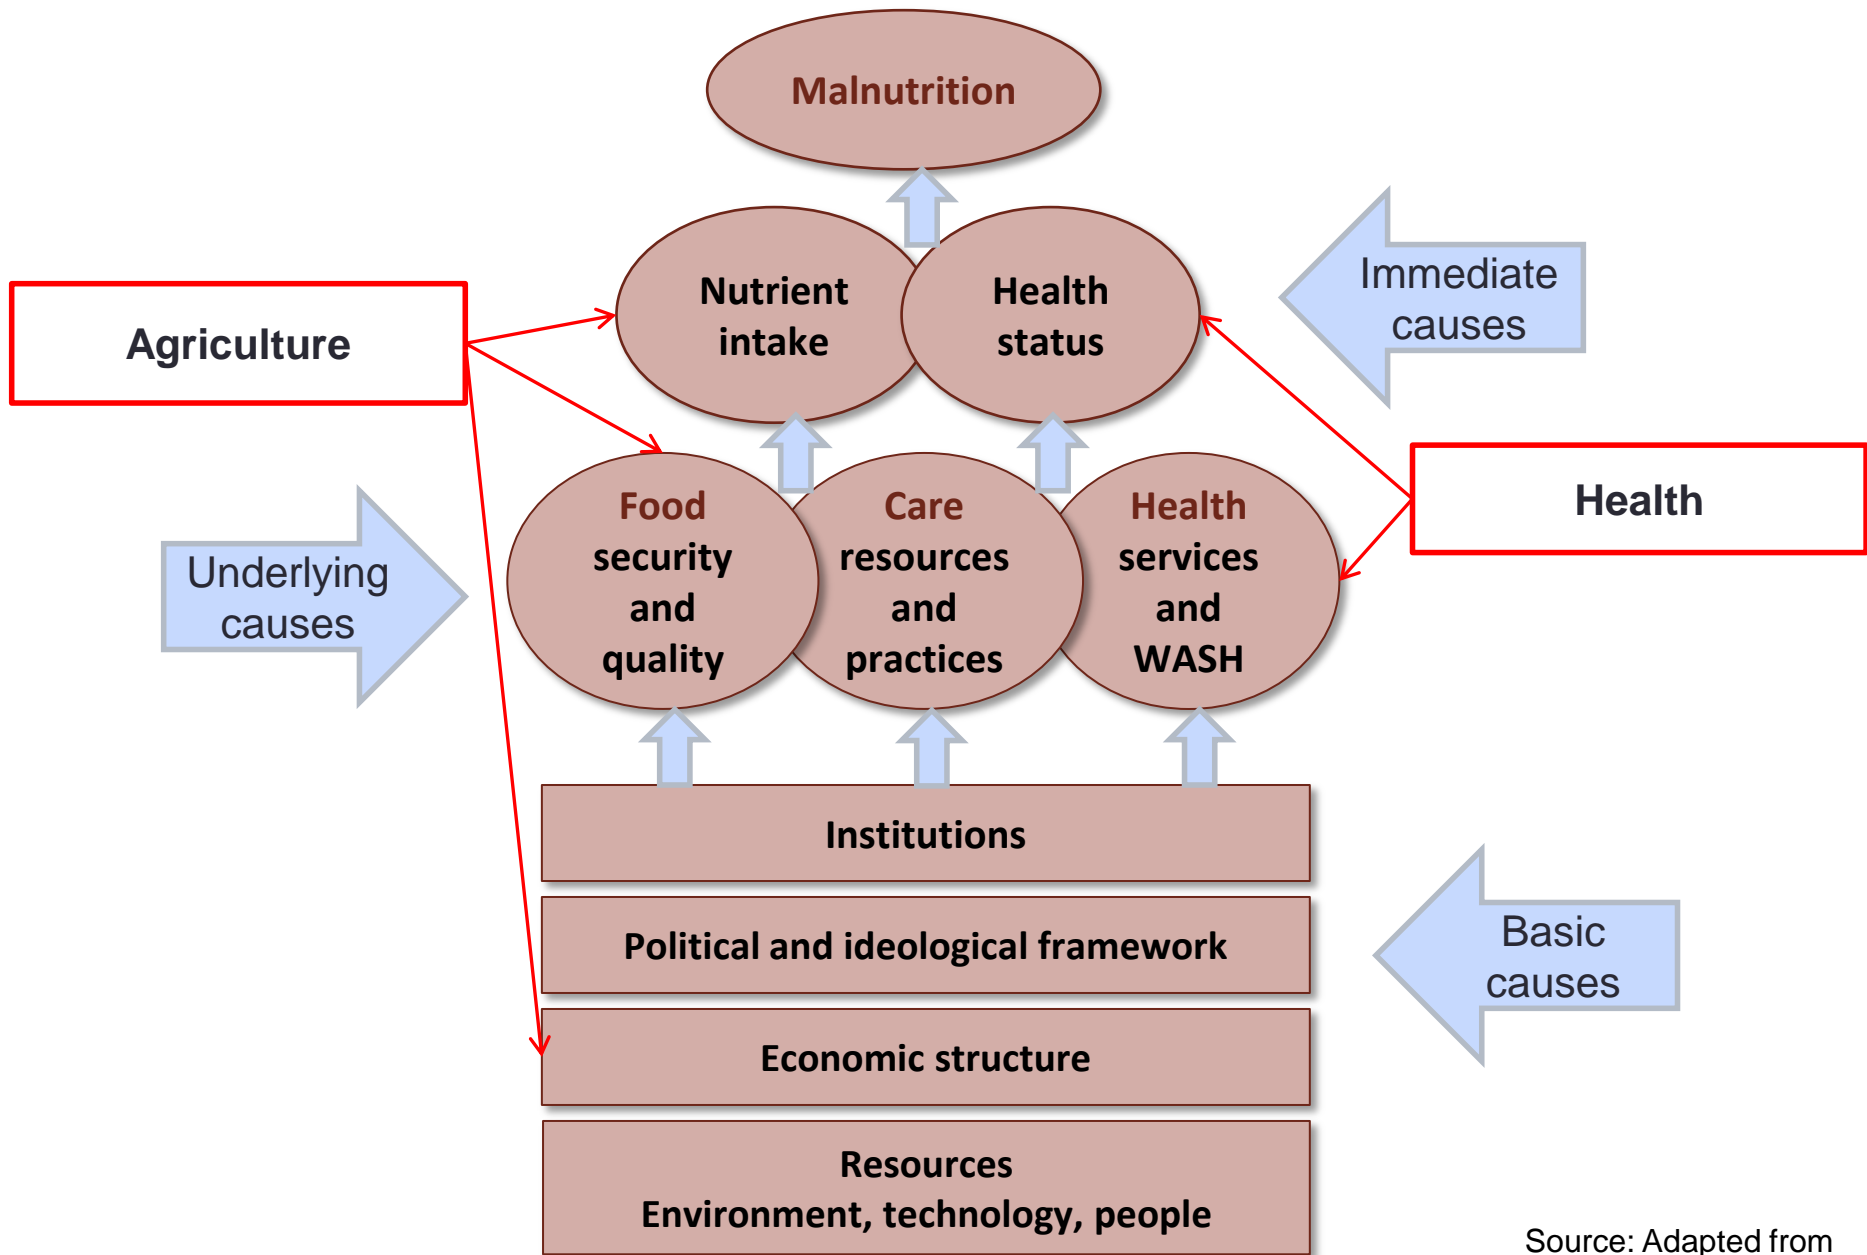 Malnutrition
Nutrient
intake
Health
status
Immediate
causes
Agriculture
Health
Food
security
and
quality
Care
resources
and
practices
Health
services
and
WASH
Underlying
causes
Institutions
Political and ideological framework
Basic
causes
Economic structure
Resources
Environment, technology, people
Source: Adapted from